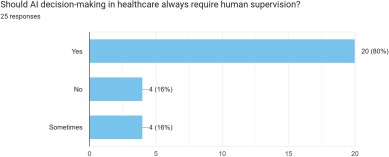 Should AI decision-making in healthcare always require human supervision?
25 responses
Yes
20 (80%)
No
4 (16%)
Sometimes
4 (16%)
0
5
10
15
20